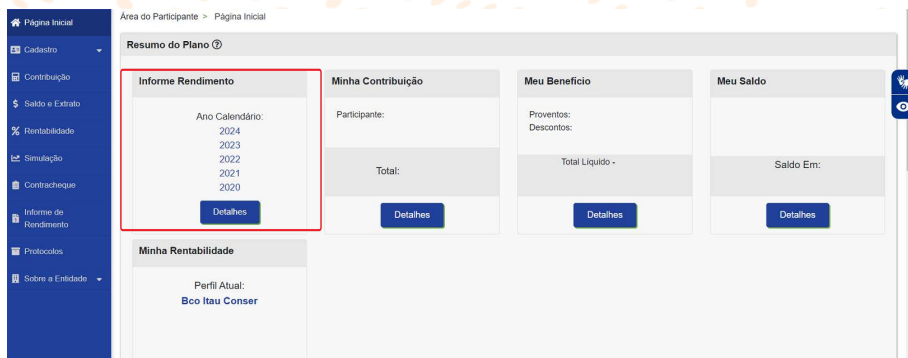 Página Inicial
Cadastro
Contribuição
Saldo e Extrato
Rentabilidade
Simulação
Contracheque
Informe de
Rendimento
Protocolos
Sobre a Entidade
Área do Participante > Página Inicial
Resumo do Plano
Informe Rendimento
Ano Calendário:
2024
2023
2022
2021
2020
Detalhes
Minha Contribuição
Participante:
Total:
Detalhes
Meu Benefício
Proventos:
Descontos:
Total Líquido -
Detalhes
Meu Saldo
Saldo Em:
Detalhes
Minha Rentabilidade
Perfil Atual:
Bco Itau Conser